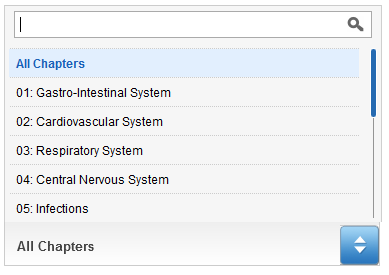 All Chapters
01: Gastro-Intestinal System
02: Cardiovascular System
03: Respiratory System
04: Central Nervous System
05: Infections
All Chapters